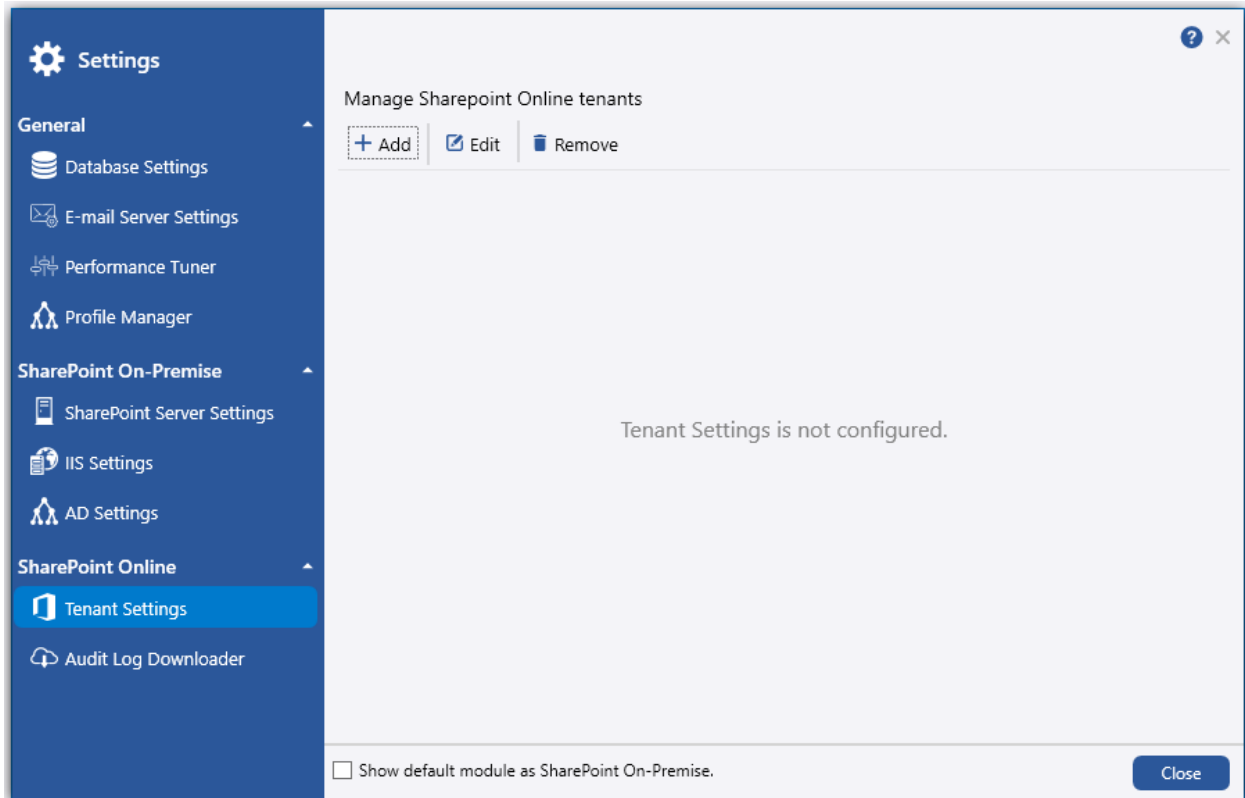 Settings
General
Database Settings
E-mail Server Settings
Performance Tuner
Profile Manager
SharePoint On-Premise
SharePoint Server Settings
IIS Settings
AD Settings
SharePoint Online
Tenant Settings
Audit Log Downloader
?
Manage Sharepoint Online tenants
+ Add Edit Remove
Tenant Settings is not configured.
Show default module as SharePoint On-Premise.
Close